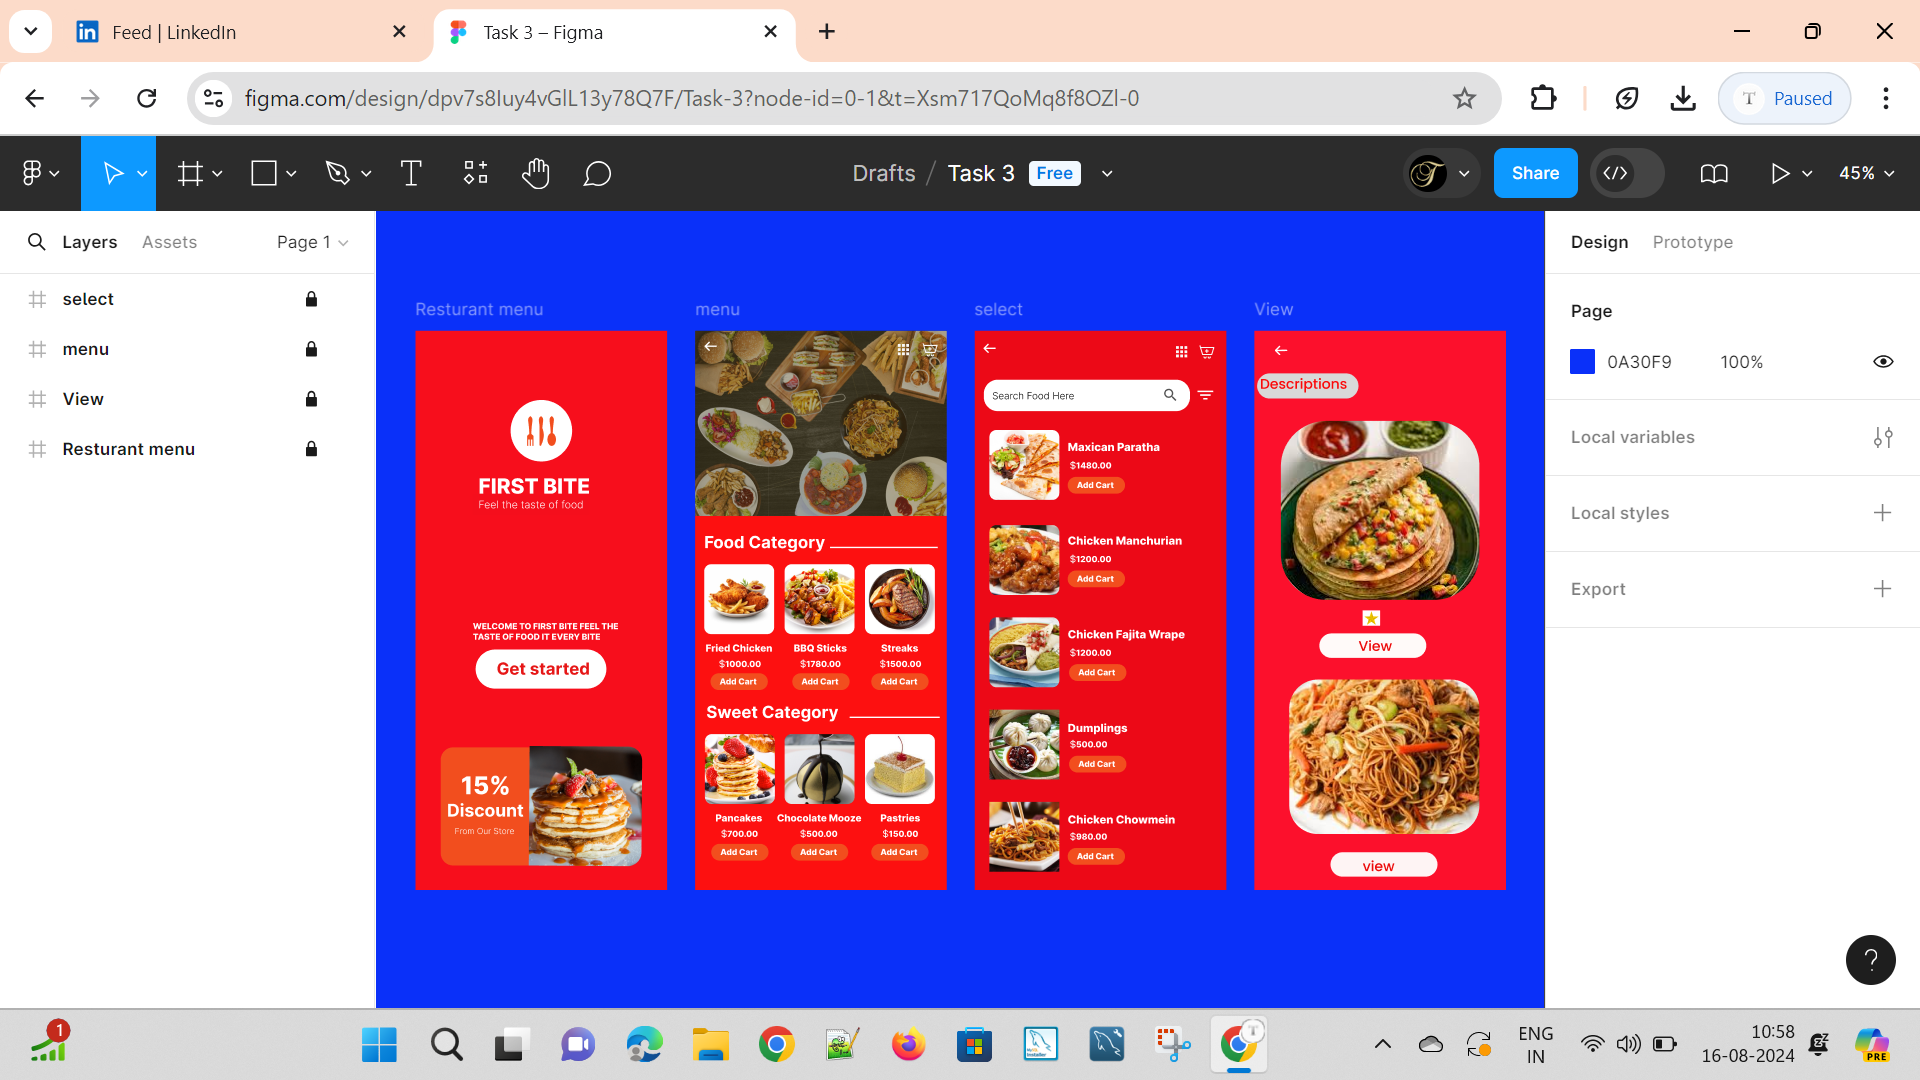 Feed | LinkedIn
Task 3 – Figma
figma.com/design/dpv7s8Iuy4vGlL13y78Q7F/Task-3?node-id=0-1&t=Xsm717QoMq8f8OZl-0
T Paused
Drafts / Task 3 Free
Share
45%
Layers Assets Page 1
select
menu
View
Resturant menu
Resturant menu
FIRST BITE
Feel the taste of food
WELCOME TO FIRST BITE FEEL THE
TASTE OF FOOD IT EVERY BITE
Get started
15%
Discount
From Our Store
menu
Food Category
Fried Chicken BBQ Sticks Streaks
$1000.00 $1780.00 $1500.00
Add Cart Add Cart Add Cart
Sweet Category
Pancakes Chocolate Mooze Pastries
$700.00 $500.00 $150.00
Add Cart Add Cart Add Cart
select
Search Food Here
Maxican Paratha
$1480.00
Add Cart
Chicken Manchurian
$1200.00
Add Cart
Chicken Fajita Wrape
$1200.00
Add Cart
Dumplings
$500.00
Add Cart
Chicken Chowmein
$980.00
Add Cart
View
Descriptions
View
view
Design Prototype
Page
0A30F9 100%
Local variables
Local styles
Export
?
1
T
ENG
IN
10:58
16-08-2024
PRE